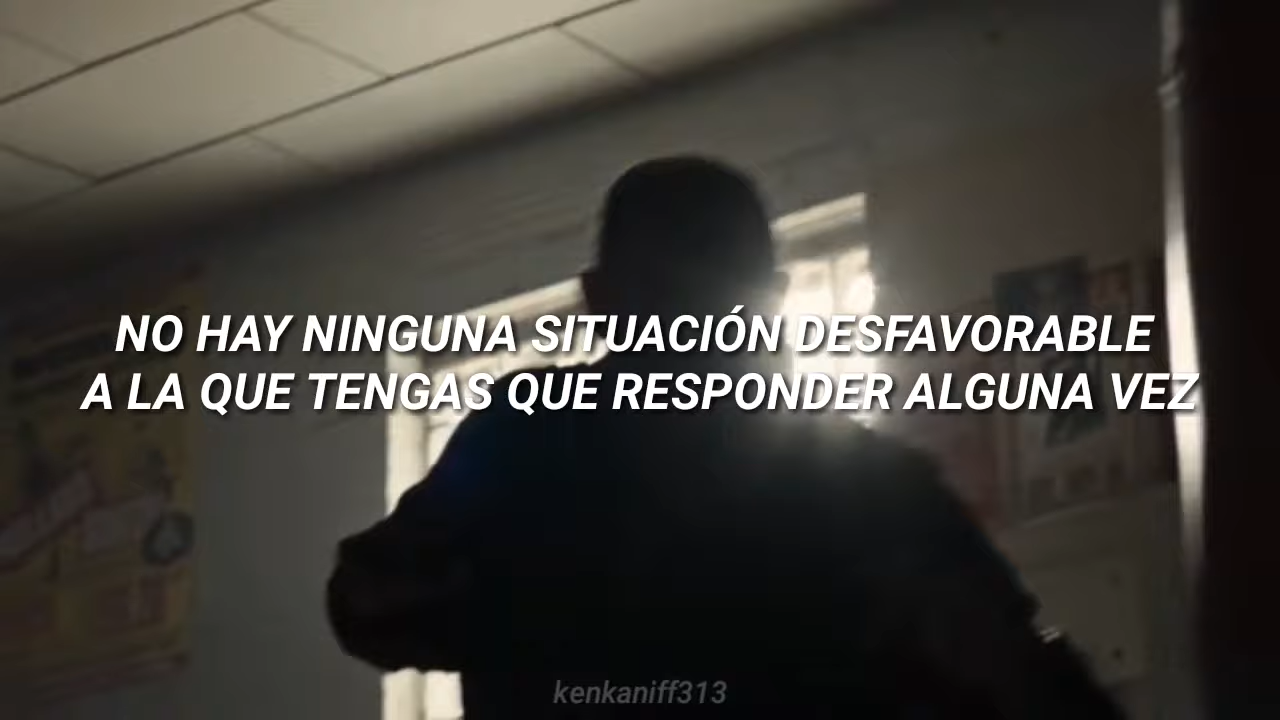 NO HAY NINGUNA SITUACIÓN DESFAVORABLE
A LA QUE TENGAS QUE RESPONDER ALGUNA VEZ
kenkaniff313